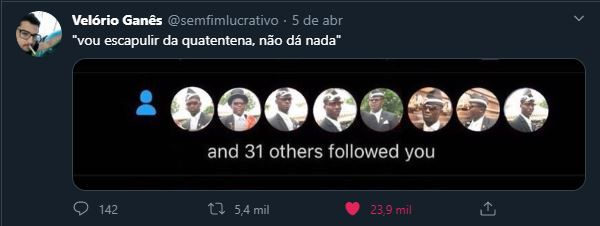 Velório Ganês @semfimlucrativo · 5 de abr
"vou escapulir da quatentena, não dá nada"
and 31 others followed you
142 5,4 mil 23,9 mil